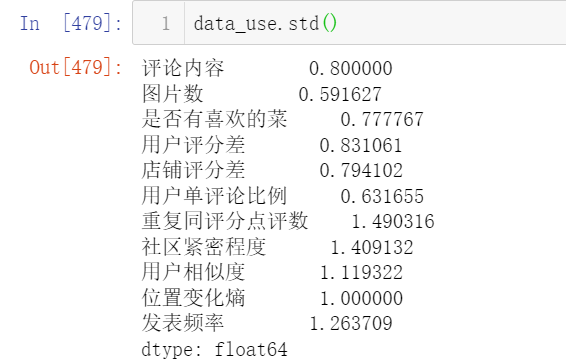 In [479]: 1 data_use.std()
Out[479]: 评论内容 0.800000
图片数 0.591627
是否有喜欢的菜 0.777767
用户评分差 0.831061
店铺评分差 0.794102
用户单评论比例 0.631655
重复同评分点评数 1.490316
社区紧密程度 1.409132
用户相似度 1.119322
位置变化熵 1.000000
发表频率 1.263709
dtype: float64